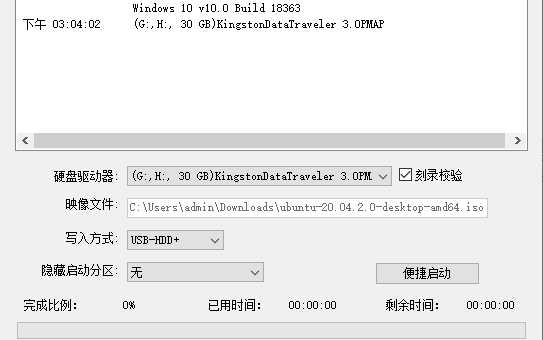 Windows 10 v10.0 Build 18363
下午 03:04:02 (G:,H:, 30 GB)KingstonDataTraveler 3.0PMAP
硬盘驱动器: (G:,H:, 30 GB)KingstonDataTraveler 3.0PM. 刻录校验
映像文件: C:\Users\admin\Downloads\ubuntu-20.04.2.0-desktop-amd64.iso
写入方式: USB-HDD+
隐藏启动分区: 无 便捷启动
完成比例: 0% 已用时间: 00:00:00 剩余时间: 00:00:00